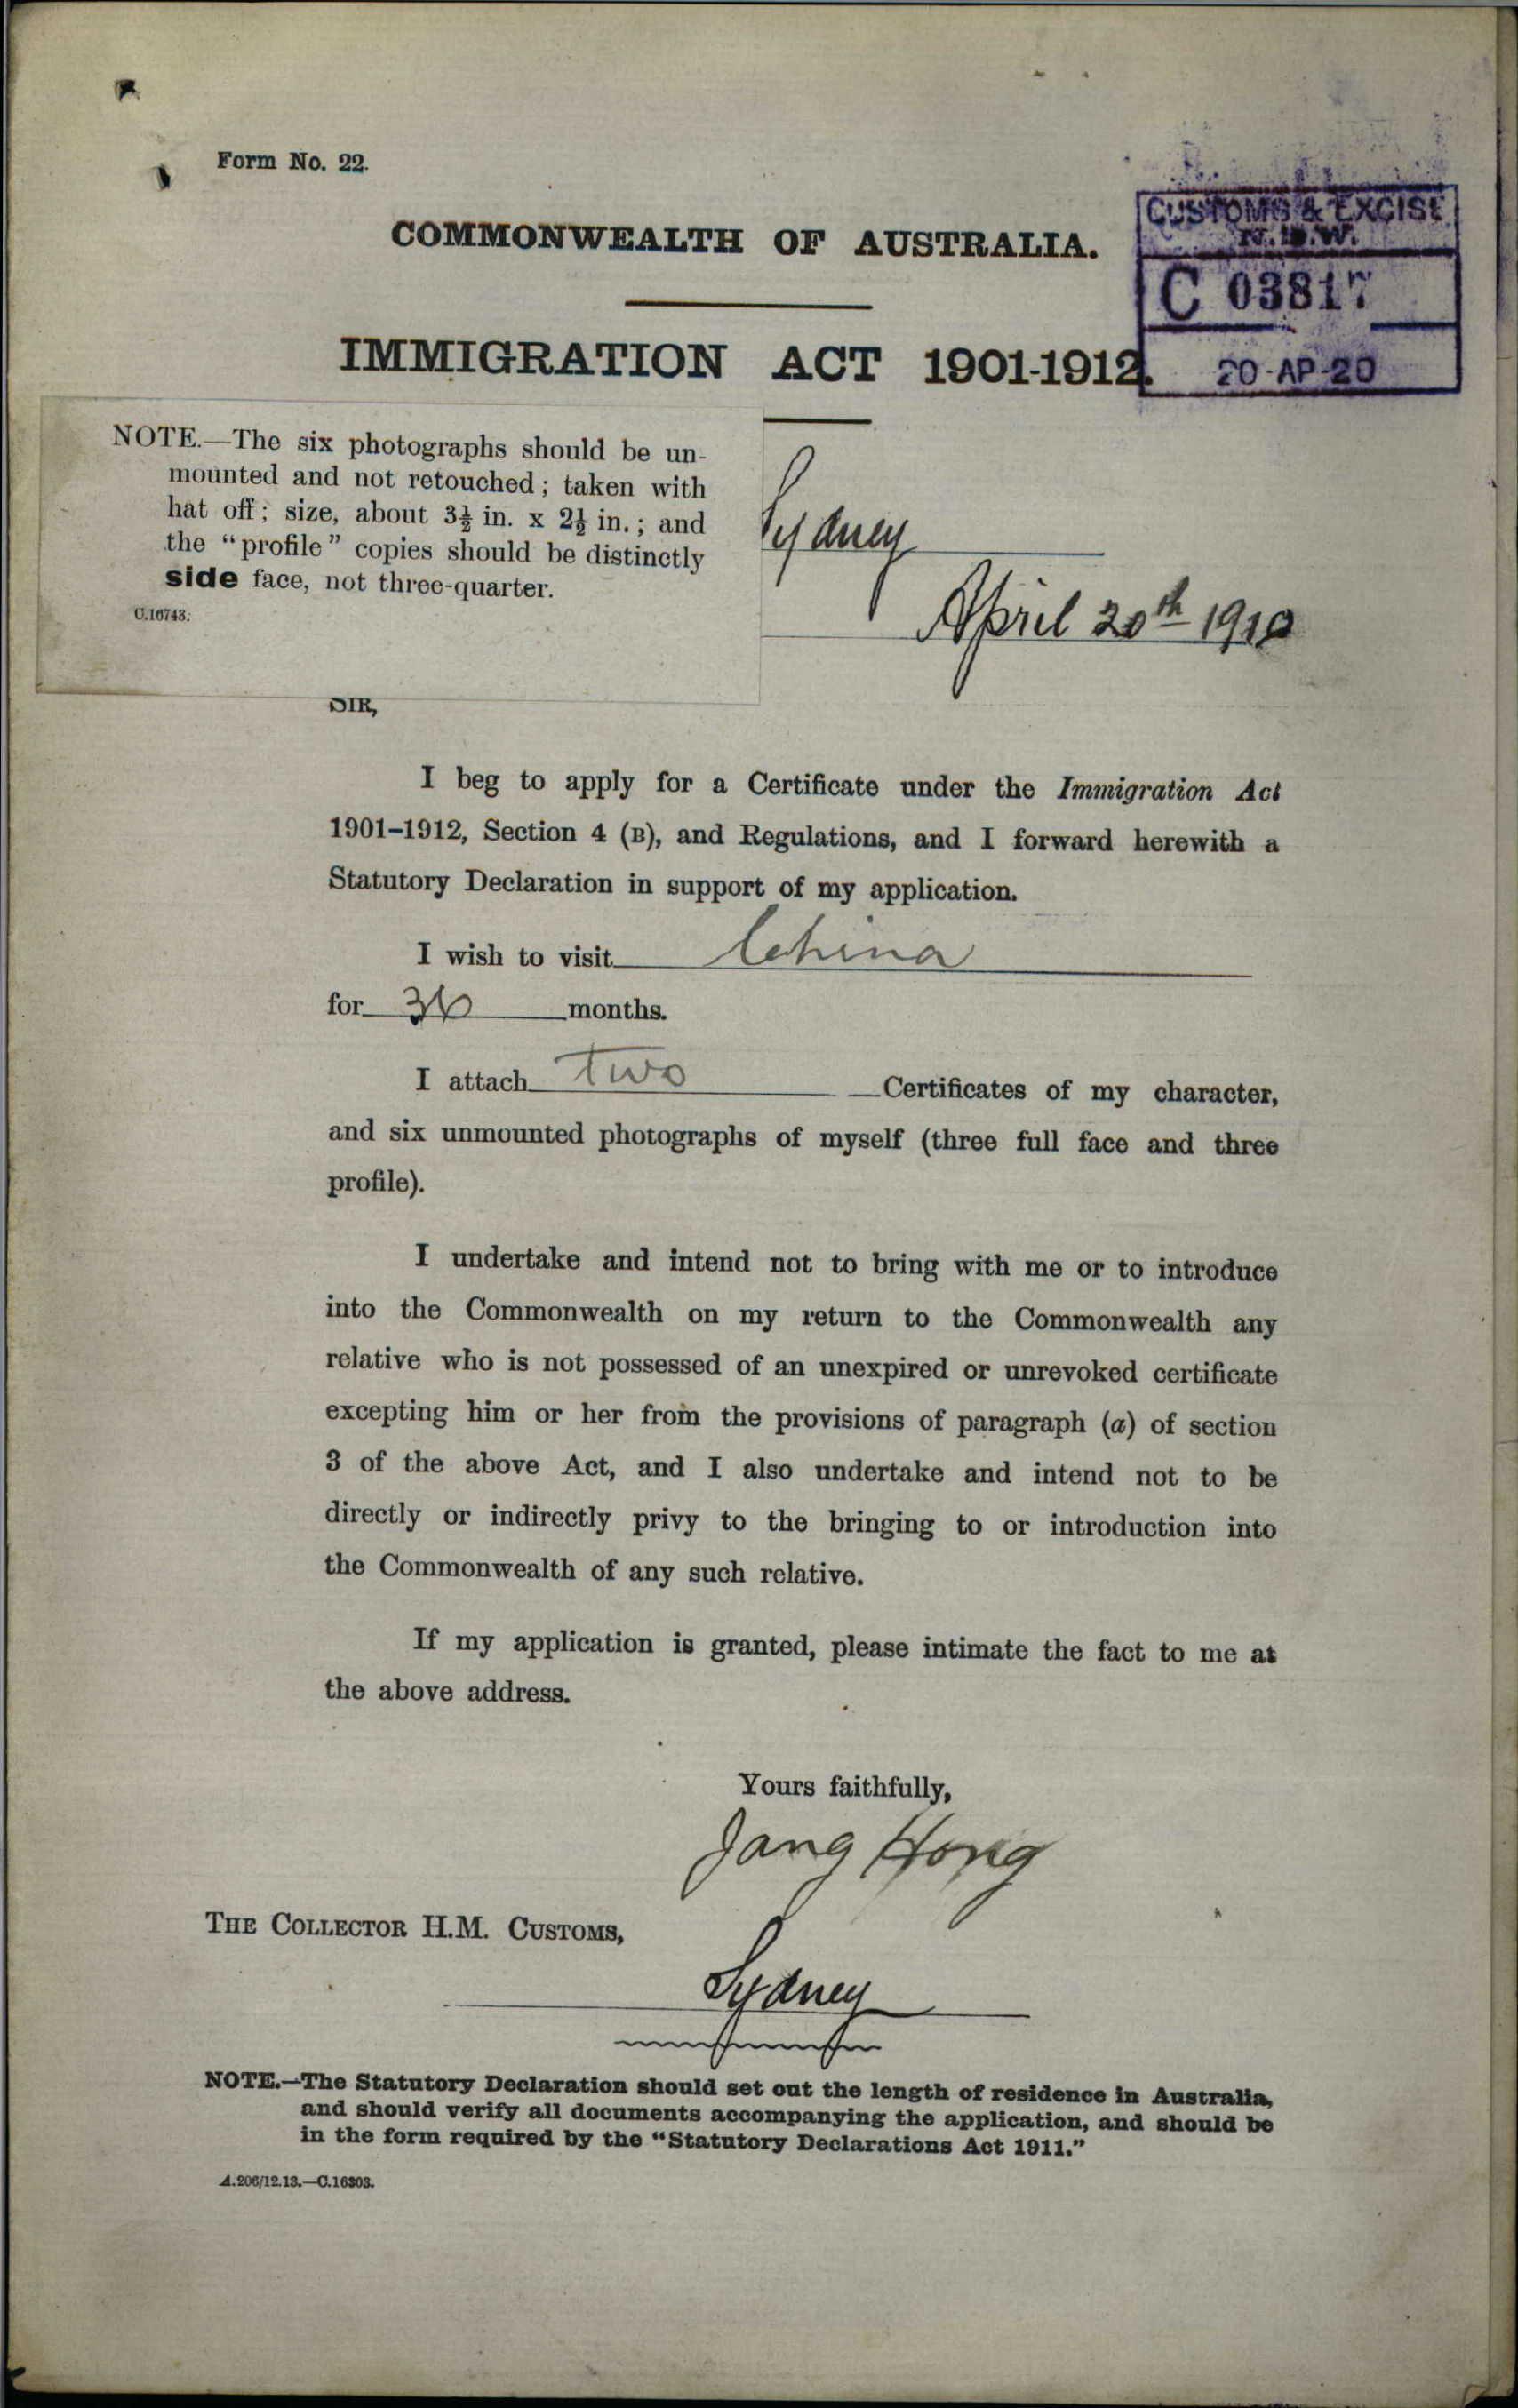 Form No. 22.
COMMONWEALTH OF AUSTRALIA.
CUSTOMS & EXCISE
N.S.W.
C 03817
20-AP-20
IMMIGRATION ACT 1901-1912.
NOTE.—The six photographs should be un-
mounted and not retouched; taken with
hat off; size, about 3½ in. x 2½ in.; and
the "profile" copies should be distinctly
side face, not three-quarter.
C.16743.
Sydney
April 20th
SIR,
I beg to apply for a Certificate under the Immigration Act
1901–1912, Section 4 (B), and Regulations, and I forward herewith a
Statutory Declaration in support of my application.
I wish to visit China
for 36 months.
I attach two Certificates of my character,
and six unmounted photographs of myself (three full face and three
profile).
I undertake and intend not to bring with me or to introduce
into the Commonwealth on my return to the Commonwealth any
relative who is not possessed of an unexpired or unrevoked certificate
excepting him or her from the provisions of paragraph (a) of section
3 of the above Act, and I also undertake and intend not to be
directly or indirectly privy to the bringing to or introduction into
the Commonwealth of any such relative.
If my application is granted, please intimate the fact to me at
the above address.
Yours faithfully,
Jang Hong
THE COLLECTOR H.M. CUSTOMS,
Sydney
NOTE.—The Statutory Declaration should set out the length of residence in Australia,
and should verify all documents accompanying the application, and should be
in the form required by the "Statutory Declarations Act 1911."
A.206/12.13.—C.16303.